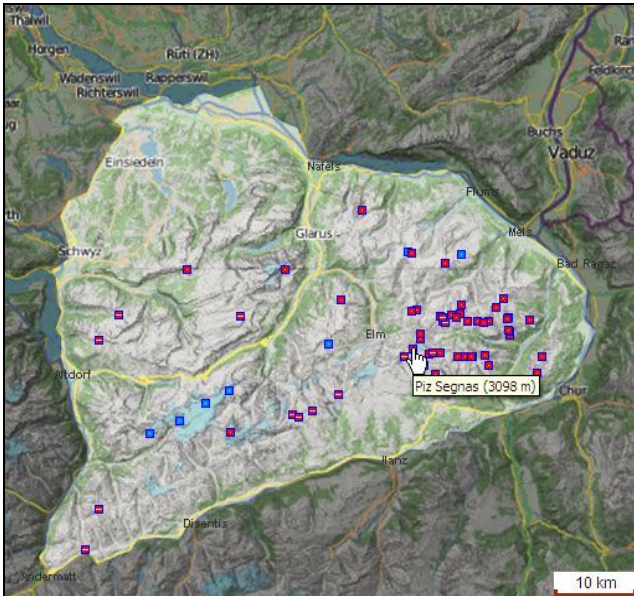 Thalwil
Horgen
Rüti (ZH)
Wadenswil
Rapperswil
Richterswil
Feldkirch
Buchs
Vaduz
Einsiedeln
Näfels
Flums
Mels
Glarus
Schwyz
Bad Ragaz
Elm
Altdorf
Piz Segnas (3098 m)
Chur
Ilanz
Disentis
Andermatt
10 km